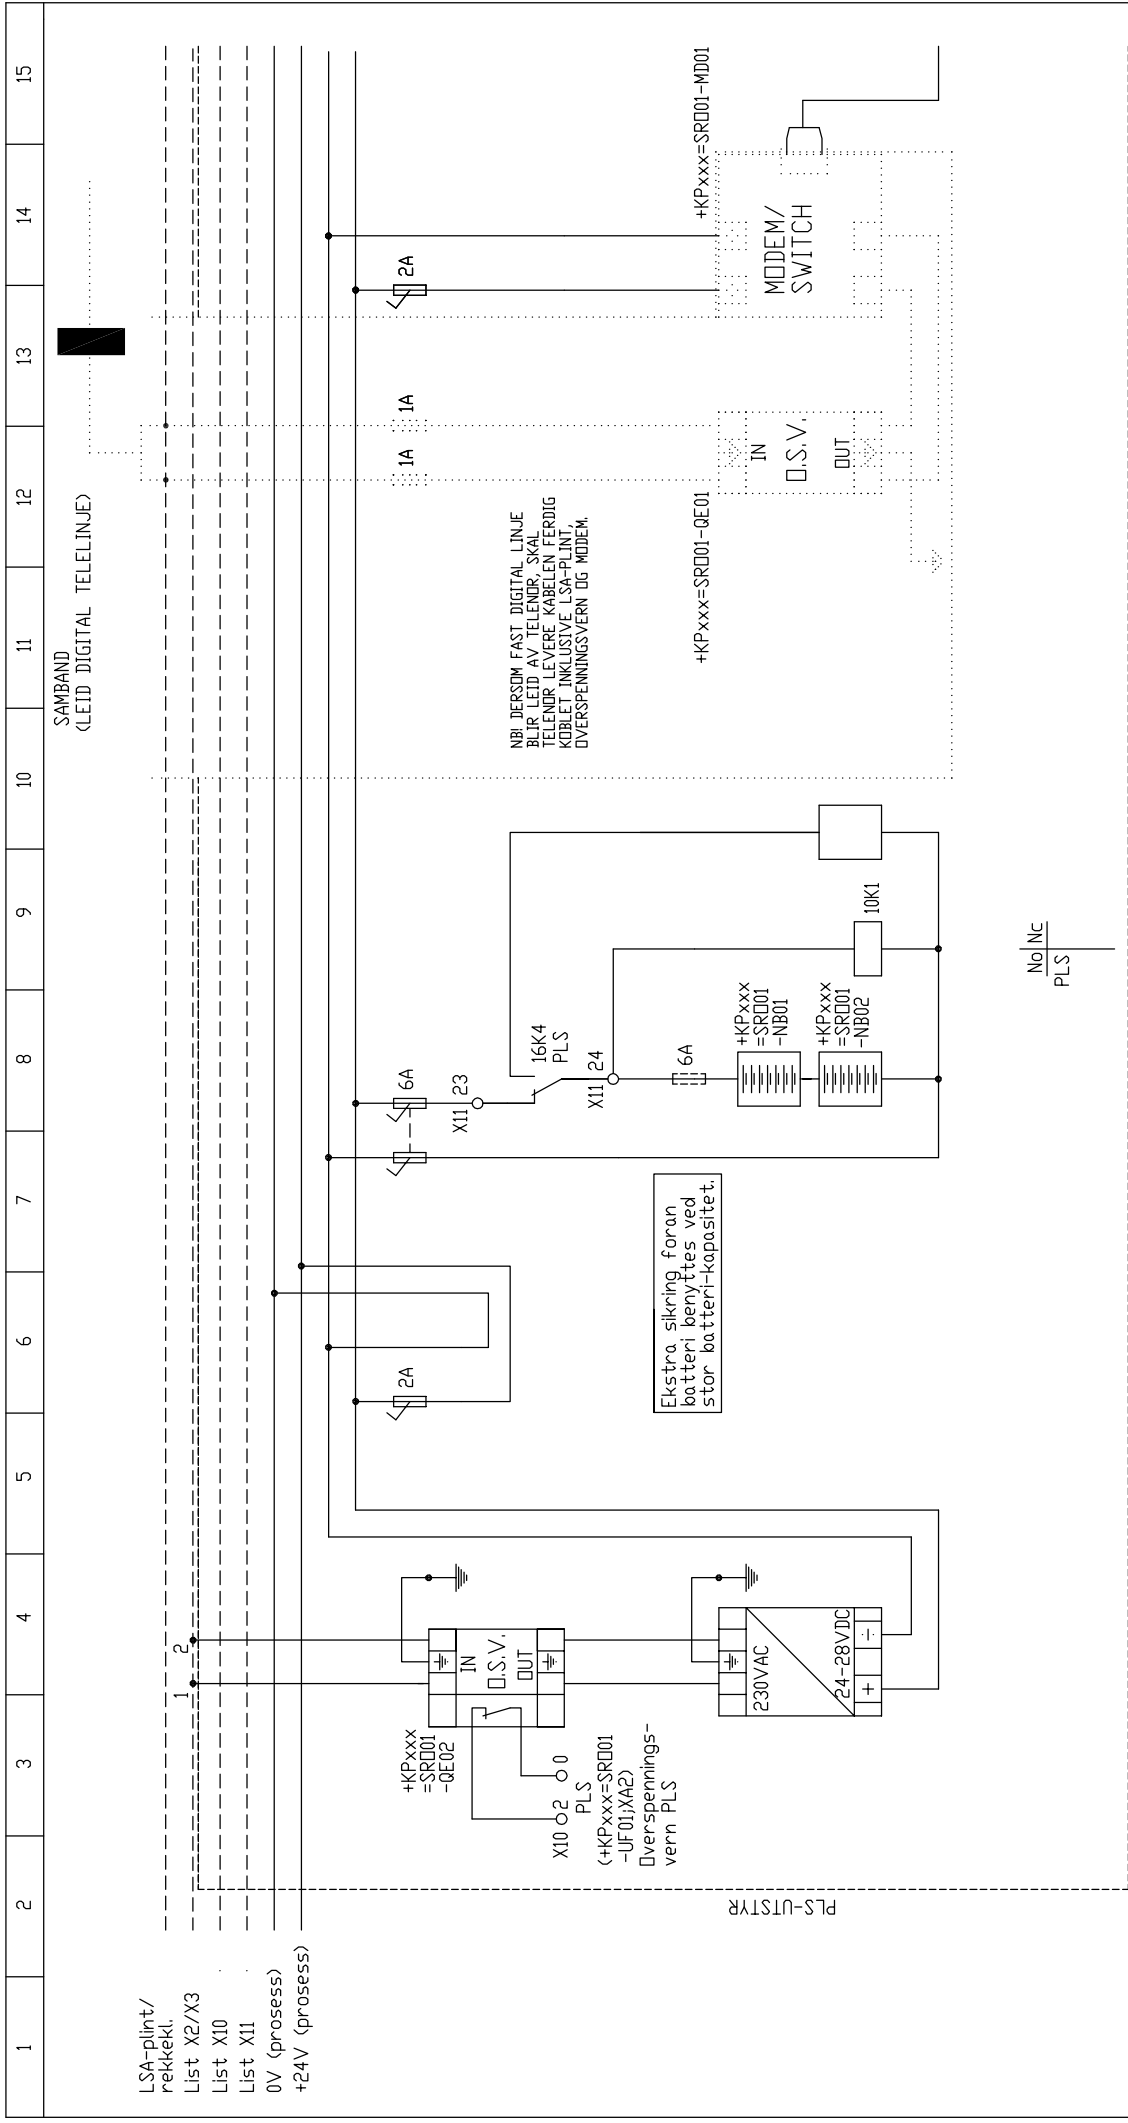 1 2 3 4 5 6 7 8 9 10 11 12 13 14 15
SAMBAND
(LEID DIGITAL TELELINJE)
LSA-plint/
rekkekl.
List X2/X3
List X10
List X11
0V (prosess)
+24V (prosess)
1 2
2A
6A
1A
1A
2A
+KPxxx
=SRO01
-QE02
IN
O.S.V.
OUT
X10 2 0
PLS
(+KPxxx=SRO01
-UF01;XA2)
Overspennings-
vern PLS
230VAC
24-28VDC
+ -
X11 23
16K4
PLS
X11 24
6A
+KPxxx
=SRO01
-NB01
+KPxxx
=SRO01
-NB02
10K1
Ekstra sikring foran
batteri benyttes ved
stor batteri-kapasitet.
NB! DERSOM FAST DIGITAL LINJE
BLIR LEID AV TELENOR, SKAL
TELENOR LEVERE KABELEN FERDIG
KOBLET INKLUSIVE LSA-PLINT,
OVERSPENNINGSVERN OG MODEM.
+KPxxx=SRO01-QE01
IN
O.S.V.
OUT
+KPxxx=SRO01-MD01
MODEM/
SWITCH
No Nc
PLS
PLS-UTSTYR